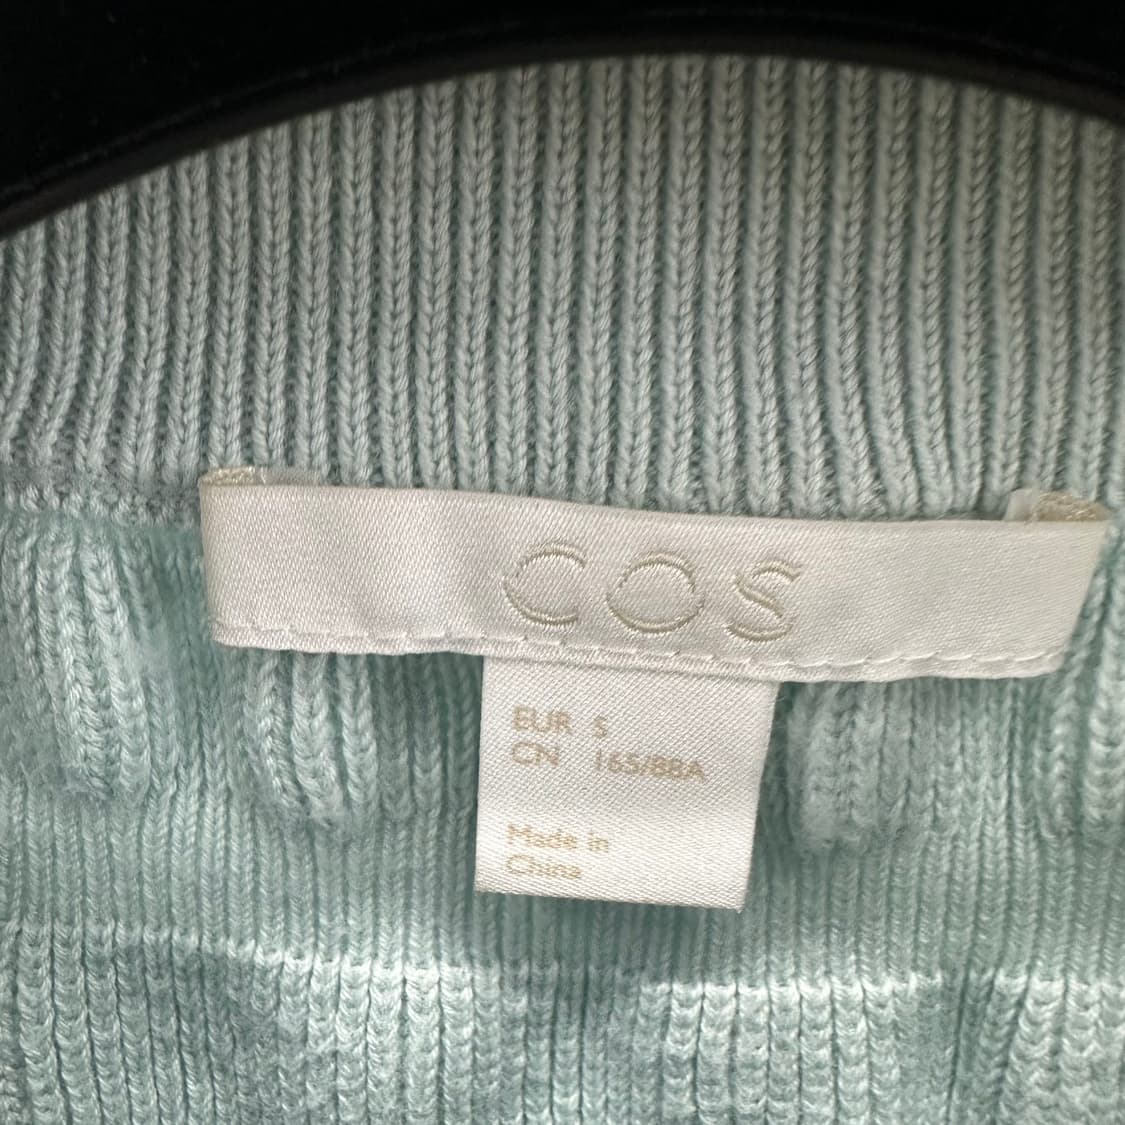 COS
EUR S
CN 165/88A
Made in
China